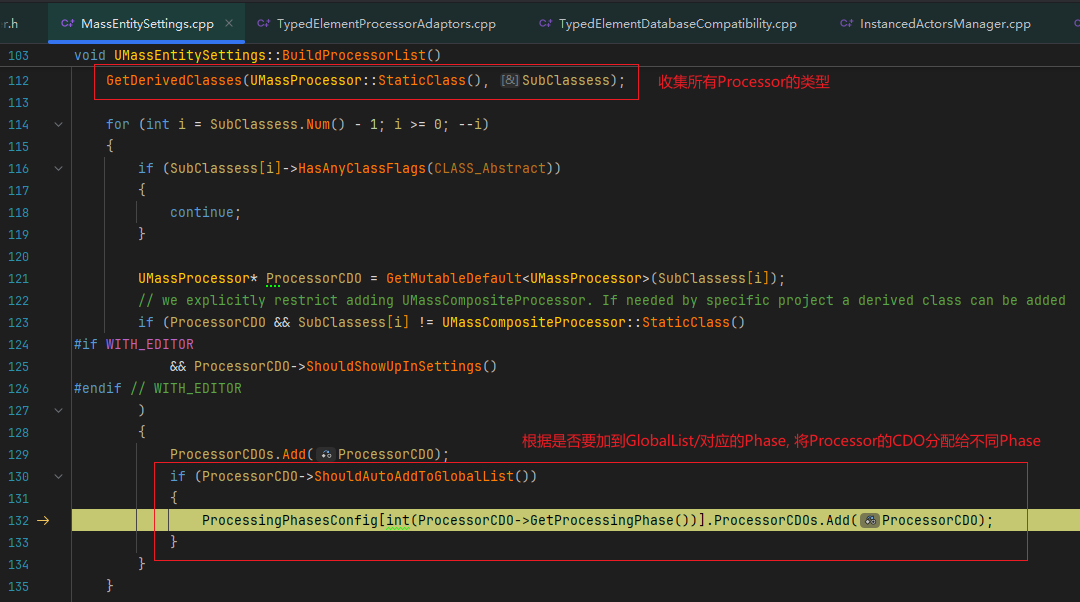 r.h
C++ MassEntitySettings.cpp ×
C++ TypedElementProcessorAdaptors.cpp
C++ TypedElementDatabaseCompatibility.cpp
C++ InstancedActorsManager.cpp
103 void UMassEntitySettings::BuildProcessorList()
112 GetDerivedClasses(UMassProcessor::StaticClass(), [&]SubClassess);
收集所有Processor的类型
113
114 for (int i = SubClassess.Num() - 1; i >= 0; --i)
115 {
116 if (SubClassess[i]->HasAnyClassFlags(CLASS_Abstract))
117 {
118 continue;
119 }
120
121 UMassProcessor* ProcessorCDO = GetMutableDefault<UMassProcessor>(SubClassess[i]);
122 // we explicitly restrict adding UMassCompositeProcessor. If needed by specific project a derived class can be added
123 if (ProcessorCDO && SubClassess[i] != UMassCompositeProcessor::StaticClass()
124 #if WITH_EDITOR
125 && ProcessorCDO->ShouldShowUpInSettings()
126 #endif // WITH_EDITOR
127 )
128 {
根据是否要加到GlobalList/对应的Phase, 将Processor的CDO分配给不同Phase
129 ProcessorCDOs.Add(ProcessorCDO);
130 if (ProcessorCDO->ShouldAutoAddToGlobalList())
131 {
132 ProcessingPhasesConfig[int(ProcessorCDO->GetProcessingPhase())].ProcessorCDOs.Add(ProcessorCDO);
133 }
134 }
135 }